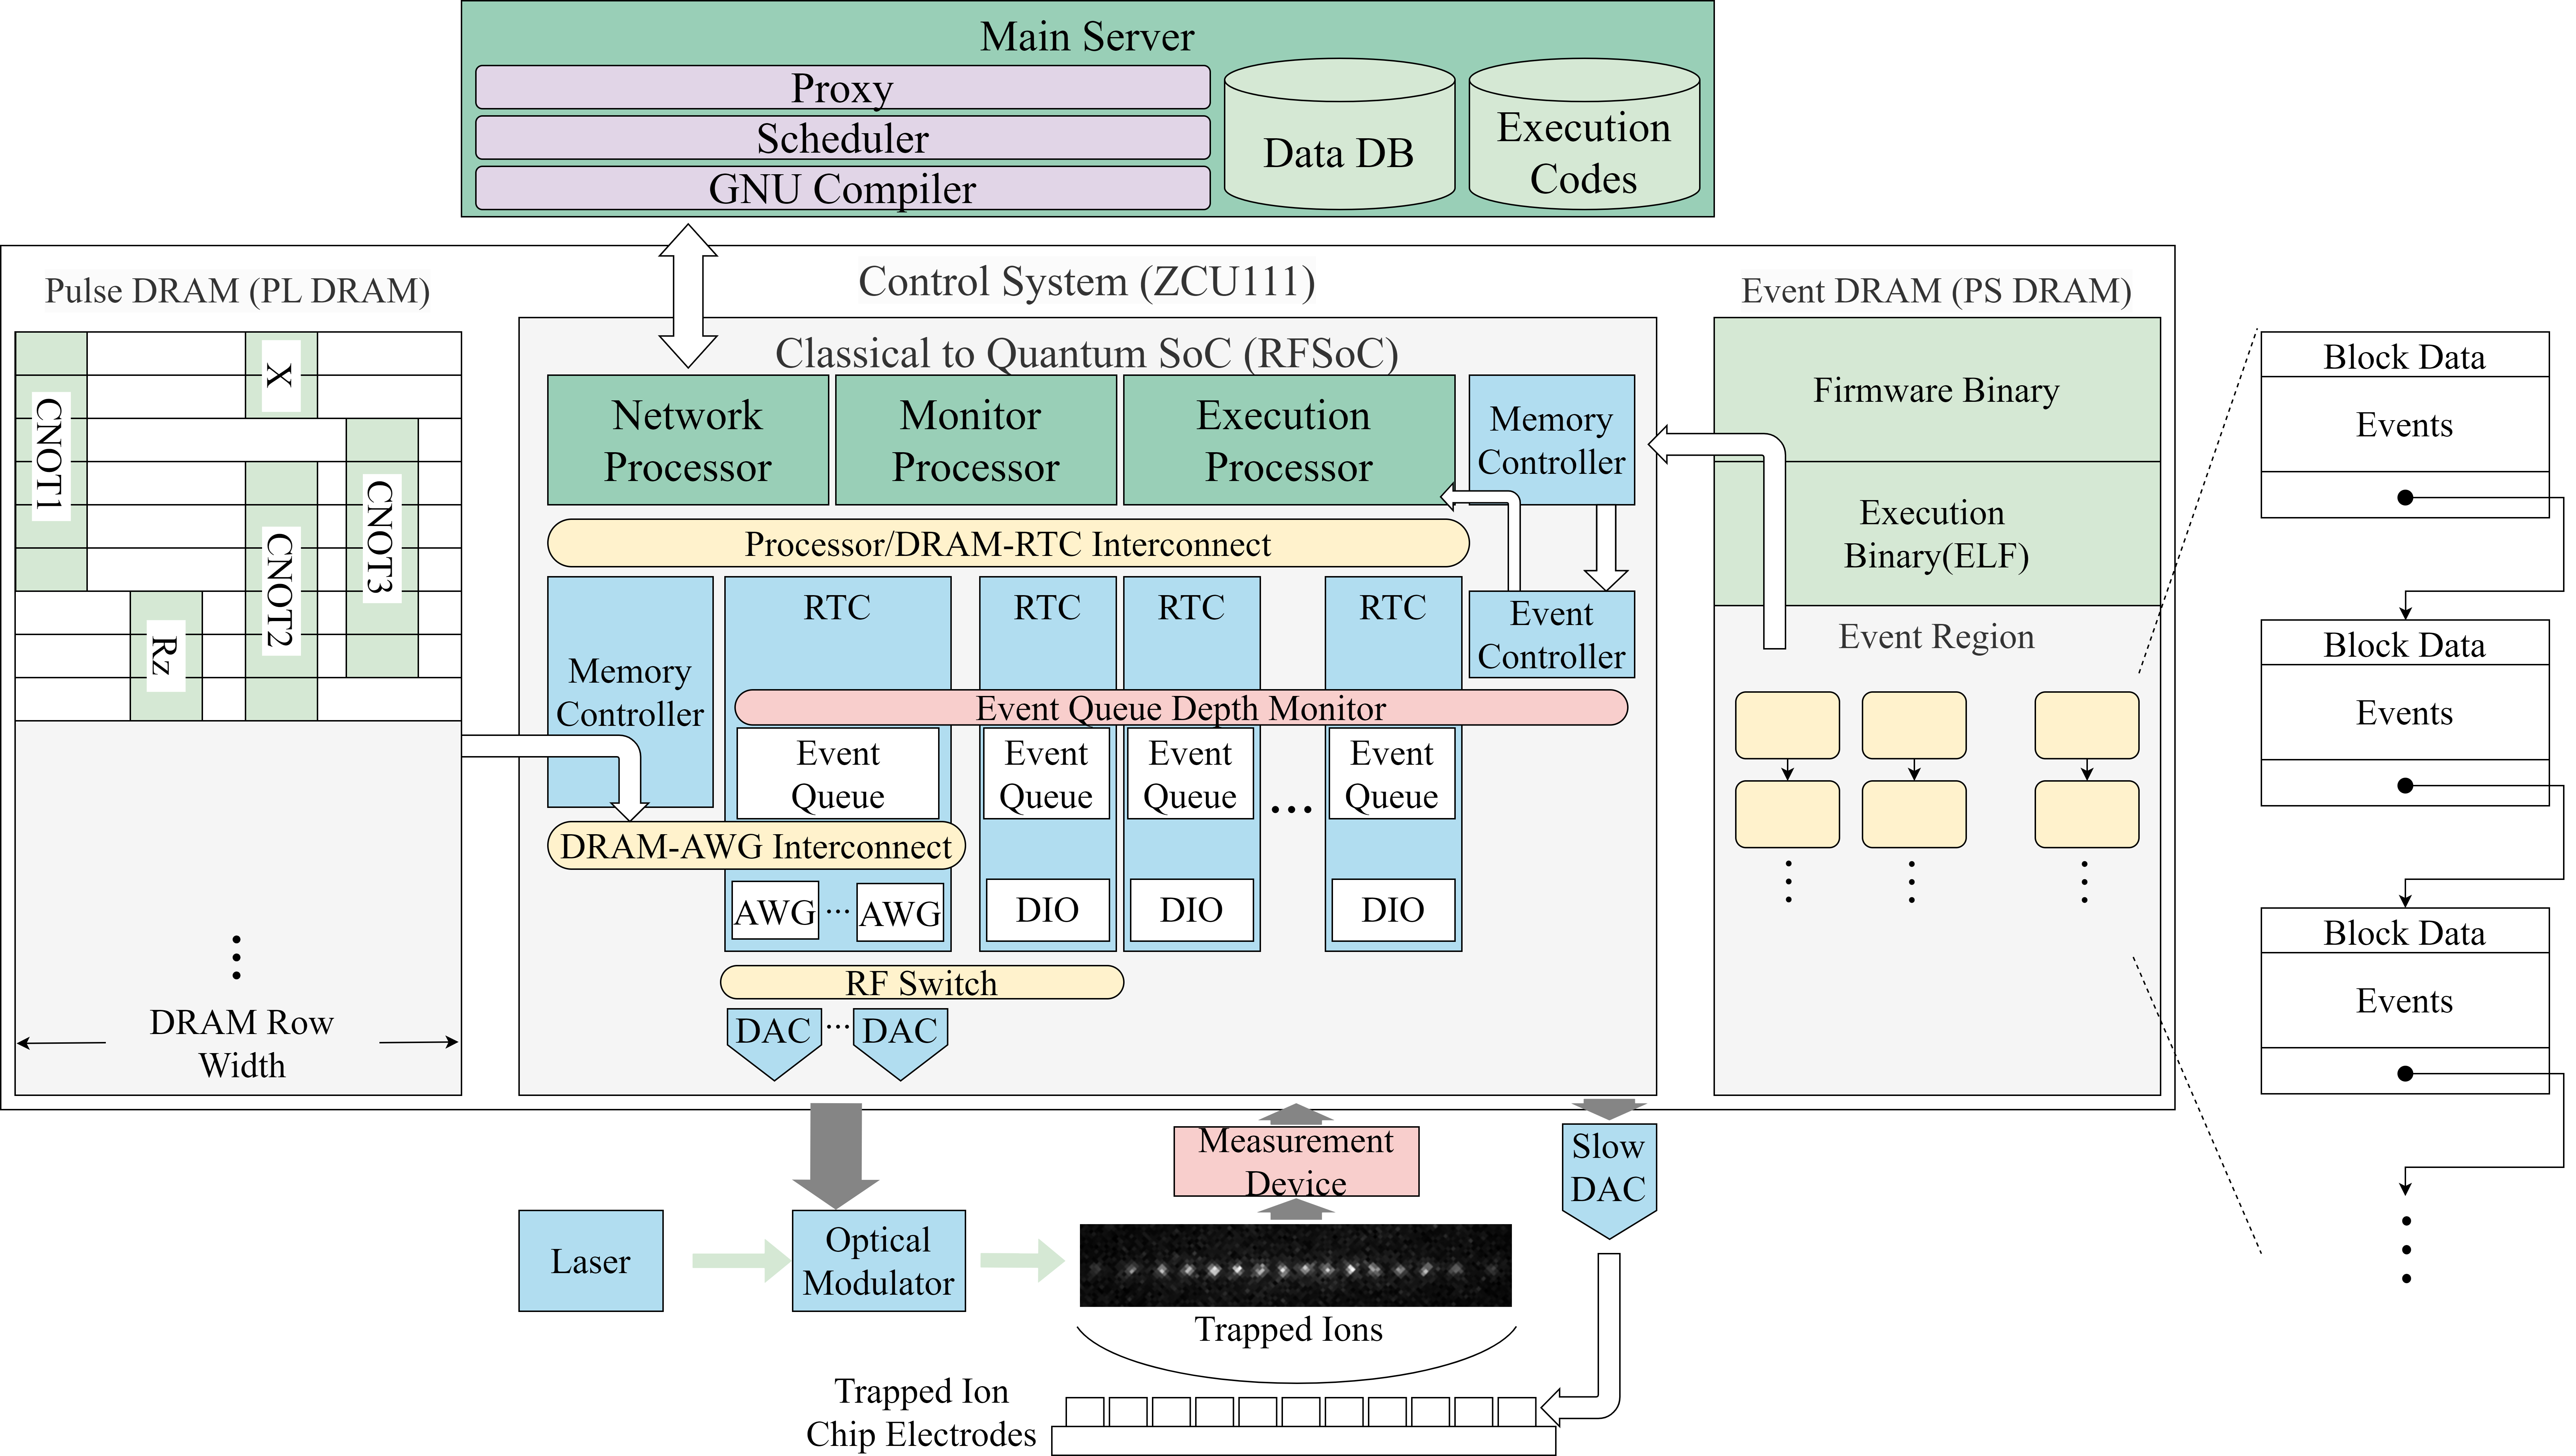 Main Server
Proxy
Scheduler
GNU Compiler
Data DB
Execution
Codes
Pulse DRAM (PL DRAM)
Control System (ZCU111)
Event DRAM (PS DRAM)
CNOT1
X
CNOT3
CNOT2
Rz
DRAM Row
Width
Classical to Quantum SoC (RFSoC)
Network
Processor
Monitor
Processor
Execution
Processor
Memory
Controller
Processor/DRAM-RTC Interconnect
Memory
Controller
RTC
RTC
RTC
RTC
Event
Controller
Event Queue Depth Monitor
Event
Queue
Event
Queue
Event
Queue
...
Event
Queue
DRAM-AWG Interconnect
AWG
...
AWG
DIO
DIO
DIO
RF Switch
DAC
...
DAC
Firmware Binary
Execution
Binary(ELF)
Event Region
Block Data
Events
Block Data
Events
Block Data
Events
Measurement
Device
Slow
DAC
Laser
Optical
Modulator
Trapped Ions
Trapped Ion
Chip Electrodes